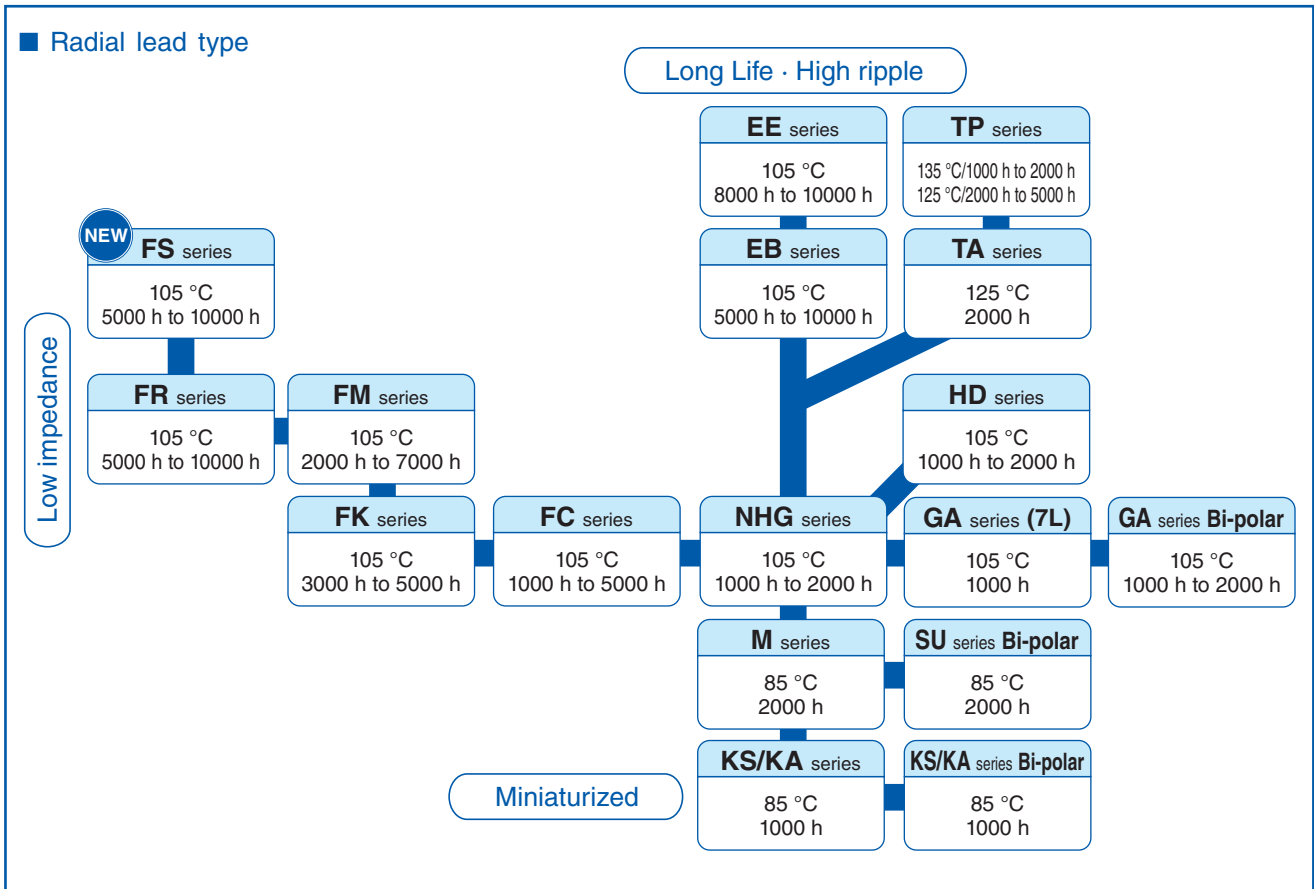 ■ Radial lead type
Long Life · High ripple
EE series
105 °C
8000 h to 10000 h
TP series
135 °C/1000 h to 2000 h
125 °C/2000 h to 5000 h
NEW
FS series
105 °C
5000 h to 10000 h
EB series
105 °C
5000 h to 10000 h
TA series
125 °C
2000 h
Low impedance
FR series
105 °C
5000 h to 10000 h
FM series
105 °C
2000 h to 7000 h
HD series
105 °C
1000 h to 2000 h
FK series
105 °C
3000 h to 5000 h
FC series
105 °C
1000 h to 5000 h
NHG series
105 °C
1000 h to 2000 h
GA series (7L)
105 °C
1000 h
GA series Bi-polar
105 °C
1000 h to 2000 h
M series
85 °C
2000 h
SU series Bi-polar
85 °C
2000 h
Miniaturized
KS/KA series
85 °C
1000 h
KS/KA series Bi-polar
85 °C
1000 h